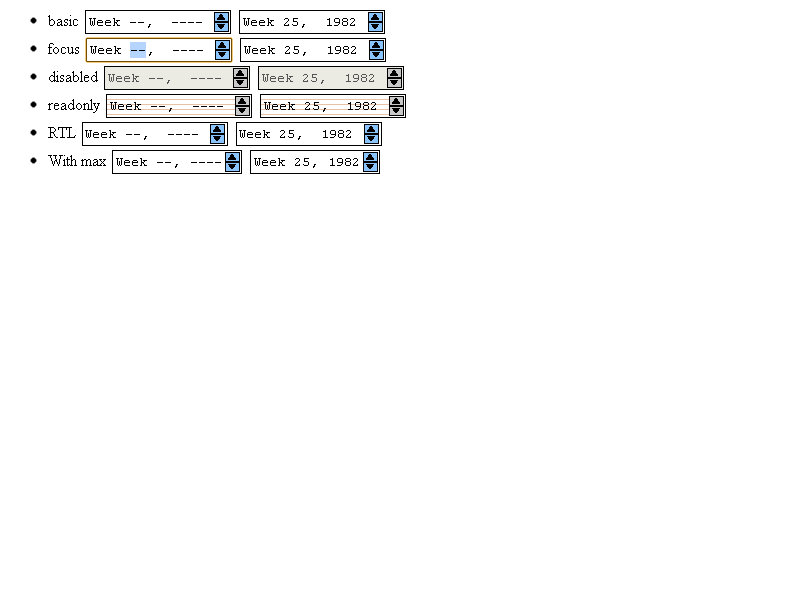 basic Week --, ---- Week 25, 1982
focus Week --, ---- Week 25, 1982
disabled Week --, ---- Week 25, 1982
readonly Week --, ---- Week 25, 1982
RTL Week --, ---- Week 25, 1982
With max Week --, ---- Week 25, 1982